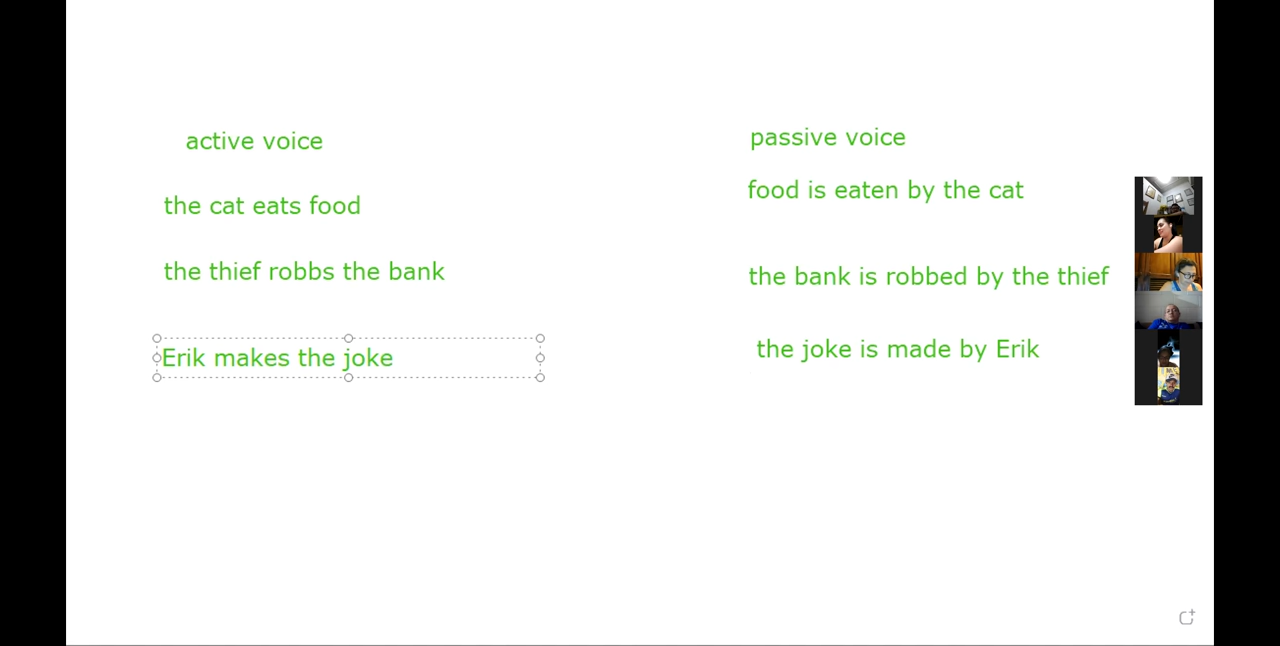 active voice
the cat eats food
the thief robbs the bank
Erik makes the joke
passive voice
food is eaten by the cat
the bank is robbed by the thief
the joke is made by Erik